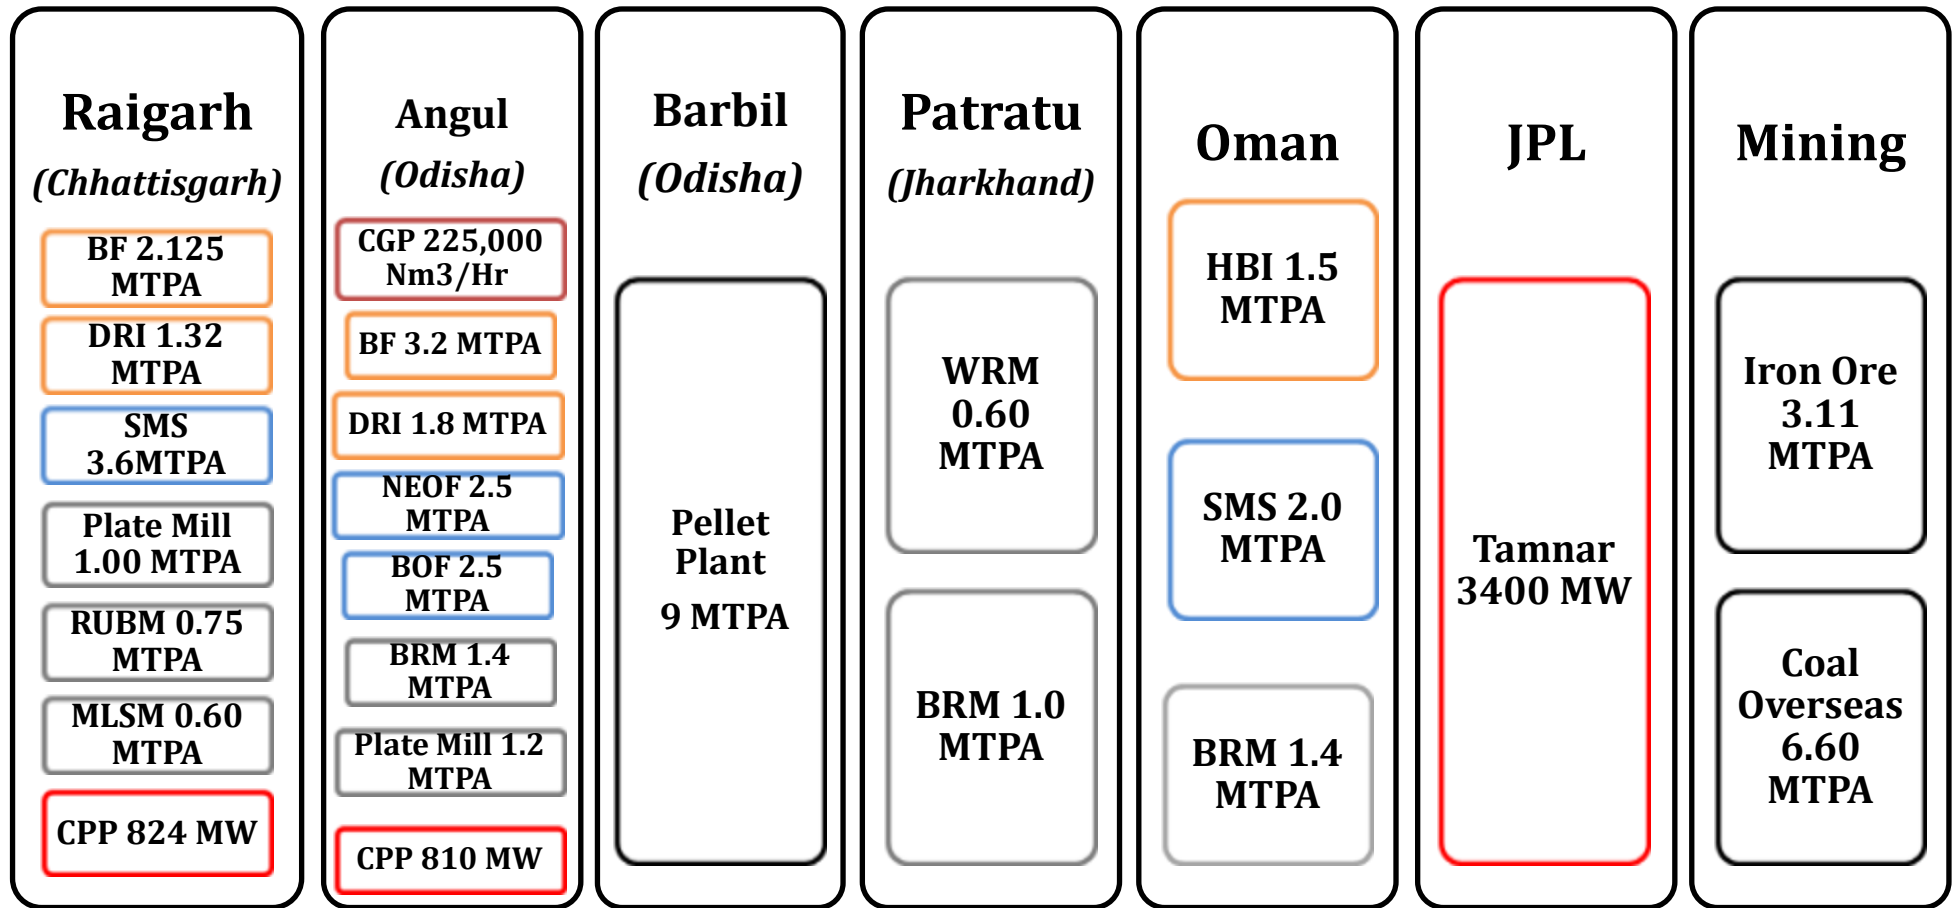 Raigarh
(Chhattisgarh)
BF 2.125
MTPA
DRI 1.32
MTPA
SMS
3.6MTPA
Plate Mill
1.00 MTPA
RUBM 0.75
MTPA
MLSM 0.60
MTPA
CPP 824 MW
Angul
(Odisha)
CGP 225,000
Nm3/Hr
BF 3.2 MTPA
DRI 1.8 MTPA
NEOF 2.5
MTPA
BOF 2.5
MTPA
BRM 1.4
MTPA
Plate Mill 1.2
MTPA
CPP 810 MW
Barbil
(Odisha)
Pellet
Plant
9 MTPA
Patratu
(Jharkhand)
WRM
0.60
MTPA
BRM 1.0
MTPA
Oman
HBI 1.5
MTPA
SMS 2.0
MTPA
BRM 1.4
MTPA
JPL
Tamnar
3400 MW
Mining
Iron Ore
3.11
MTPA
Coal
Overseas
6.60
MTPA